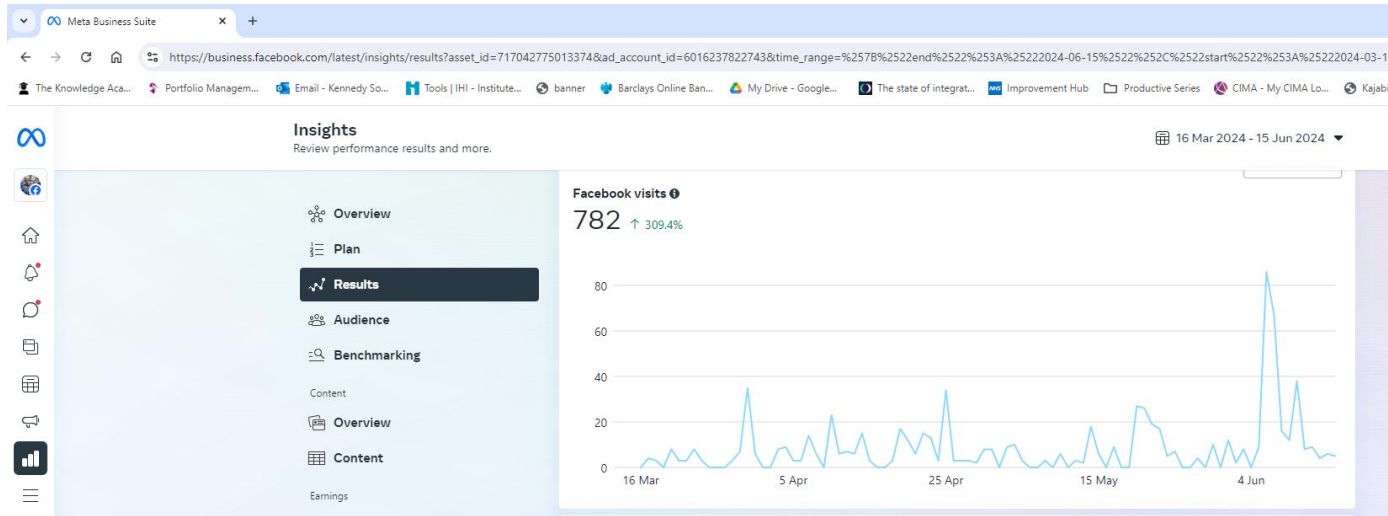 Meta Business Suite
https://business.facebook.com/latest/insights/results?asset_id=717042775013374&ad_account_id=6016237822743&time_range=%257B%2522end%2522%253A%25222024-06-15%2522%252C%2522start%2522%253A%25222024-03-1
The Knowledge Aca... Portfolio Managem... Email - Kennedy So... Tools | IHI - Institute... banner Barclays Online Ban... My Drive - Google... The state of integrat... NHS Improvement Hub Productive Series CIMA - My CIMA Lo... Kajabi
Insights
Review performance results and more.
16 Mar 2024 - 15 Jun 2024
Overview
Plan
Results
Audience
Benchmarking
Content
Overview
Content
Earnings
Facebook visits
782 ↑ 309.4%
80
60
40
20
0
16 Mar 5 Apr 25 Apr 15 May 4 Jun